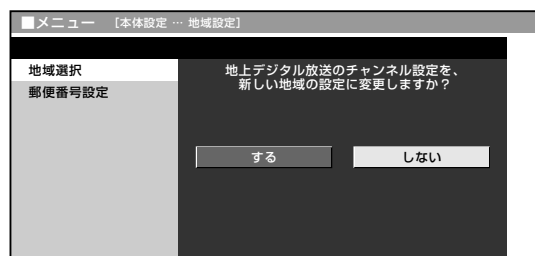 ■メニュー [本体設定 … 地域設定]
地域選択
郵便番号設定
地上デジタル放送のチャンネル設定を、
新しい地域の設定に変更しますか？
する
しない